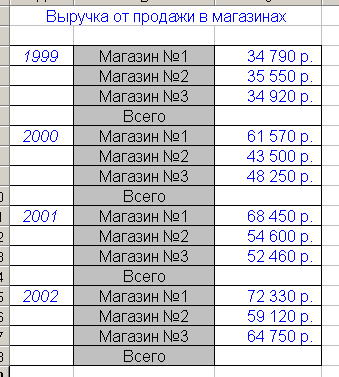 Выручка от продажи в магазинах
1999 Магазин №1 34 790 р.
Магазин №2 35 550 р.
Магазин №3 34 920 р.
Всего
2000 Магазин №1 61 570 р.
Магазин №2 43 500 р.
Магазин №3 48 250 р.
Всего
2001 Магазин №1 68 450 р.
Магазин №2 54 600 р.
Магазин №3 52 460 р.
Всего
2002 Магазин №1 72 330 р.
Магазин №2 59 120 р.
Магазин №3 64 750 р.
Всего